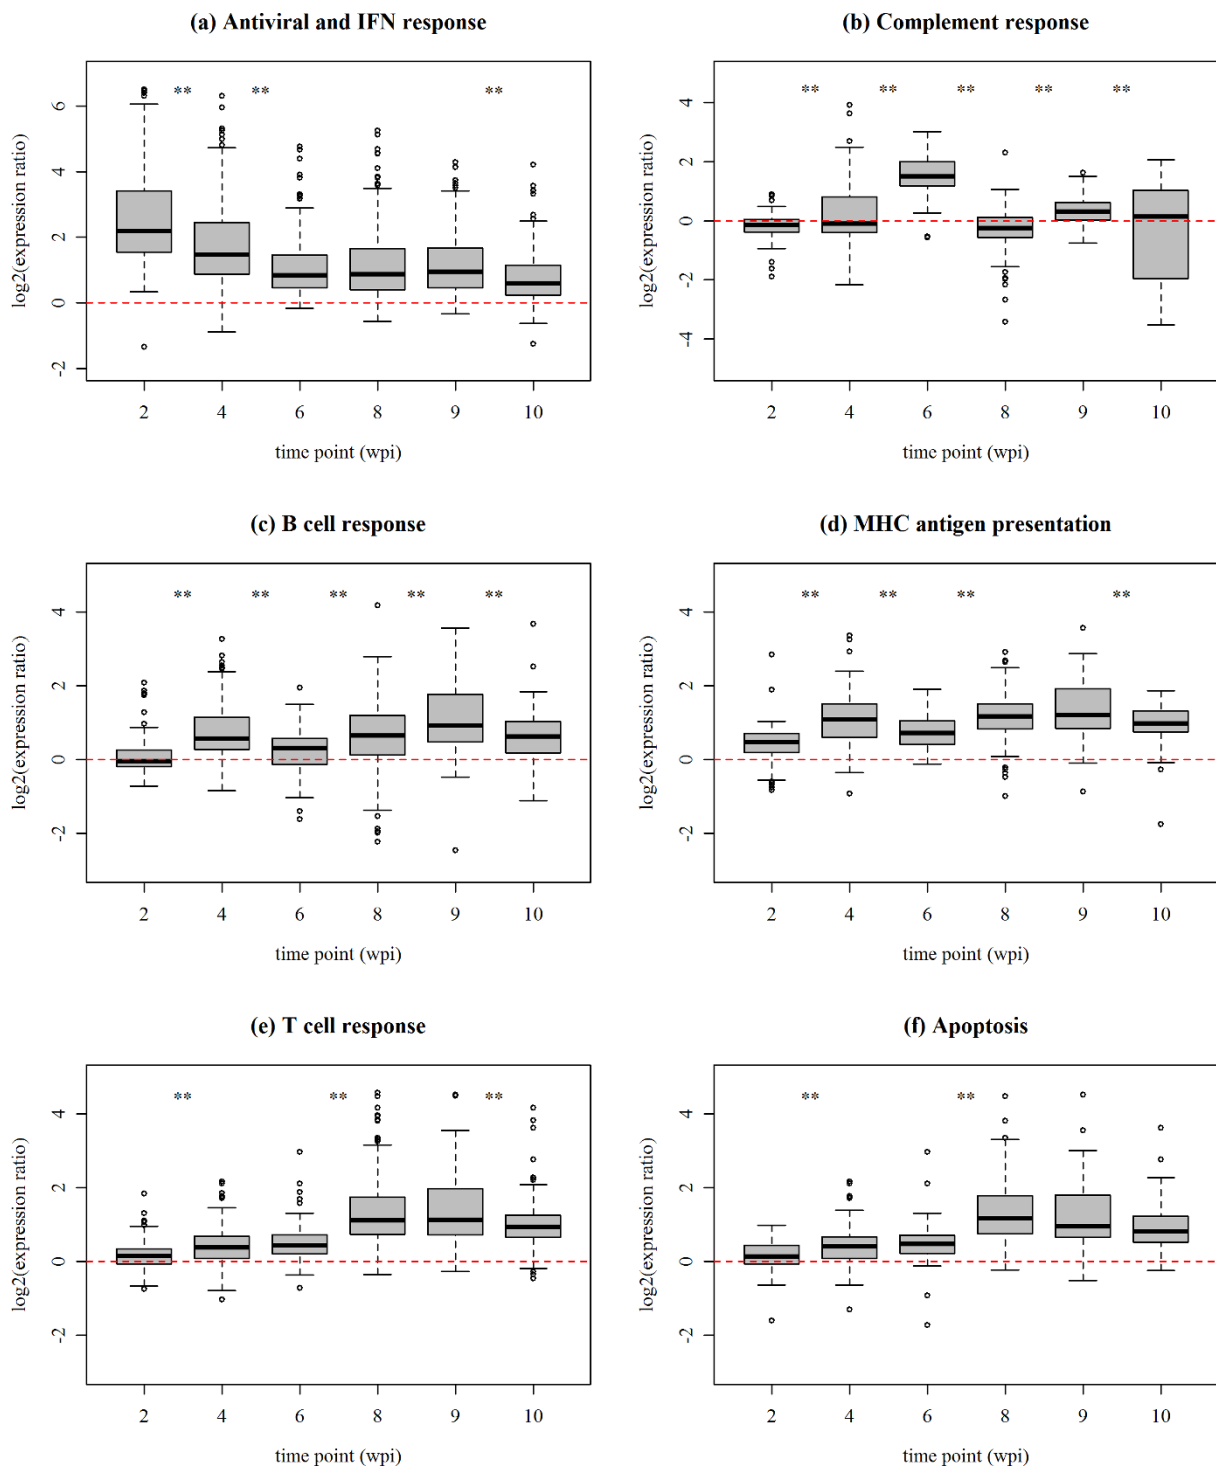 (a) Antiviral and IFN response
** ** **
log2(expression ratio)
6
4
2
0
-2
2 4 6 8 9 10
time point (wpi)
(b) Complement response
** ** ** ** **
log2(expression ratio)
4
2
0
-2
-4
2 4 6 8 9 10
time point (wpi)
(c) B cell response
** ** ** ** **
log2(expression ratio)
4
2
0
-2
2 4 6 8 9 10
time point (wpi)
(d) MHC antigen presentation
** ** ** **
log2(expression ratio)
4
2
0
-2
2 4 6 8 9 10
time point (wpi)
(e) T cell response
** ** **
log2(expression ratio)
4
2
0
-2
2 4 6 8 9 10
time point (wpi)
(f) Apoptosis
** **
log2(expression ratio)
4
2
0
-2
2 4 6 8 9 10
time point (wpi)